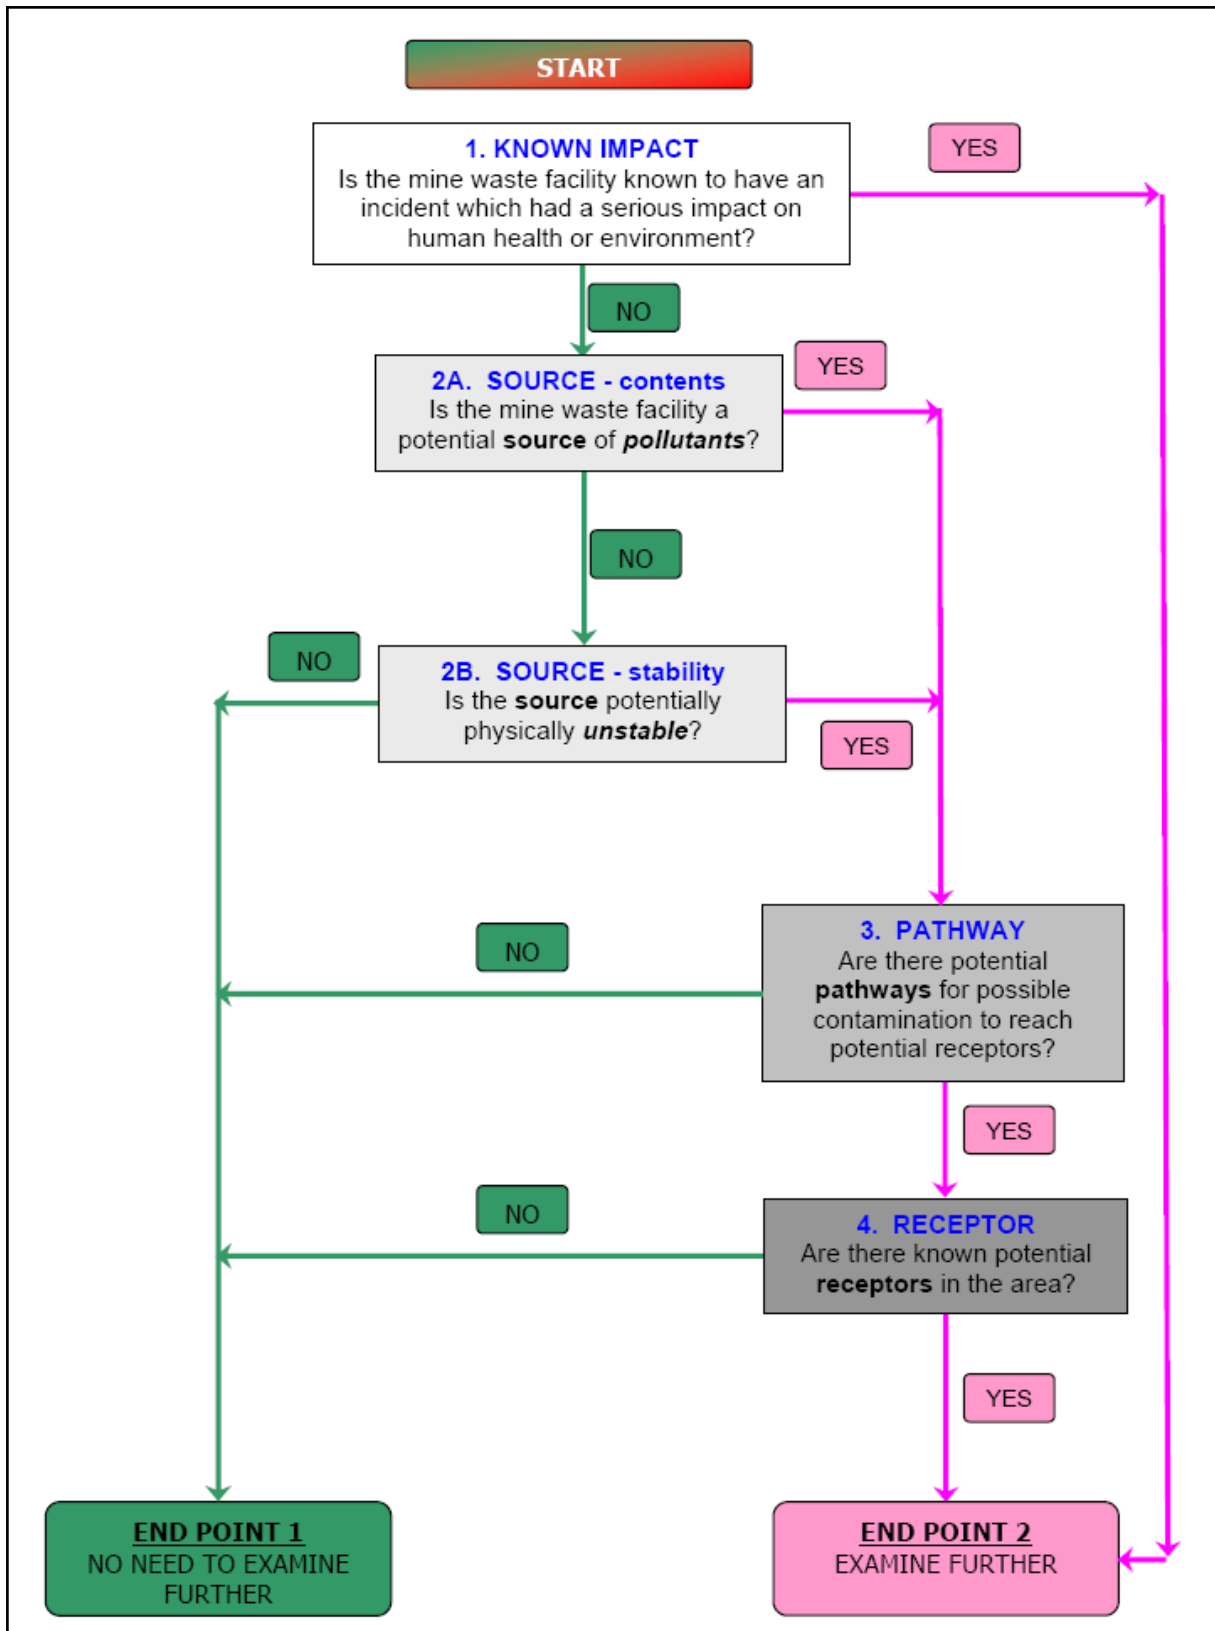 START
1. KNOWN IMPACT
Is the mine waste facility known to have an
incident which had a serious impact on
human health or environment?
YES
NO
2A.  SOURCE - contents
Is the mine waste facility a
potential source of pollutants?
YES
NO
2B.  SOURCE - stability
Is the source potentially
physically unstable?
NO
YES
3.  PATHWAY
Are there potential
pathways for possible
contamination to reach
potential receptors?
NO
YES
4.  RECEPTOR
Are there known potential
receptors in the area?
NO
YES
END POINT 1
NO NEED TO EXAMINE
FURTHER
END POINT 2
EXAMINE FURTHER